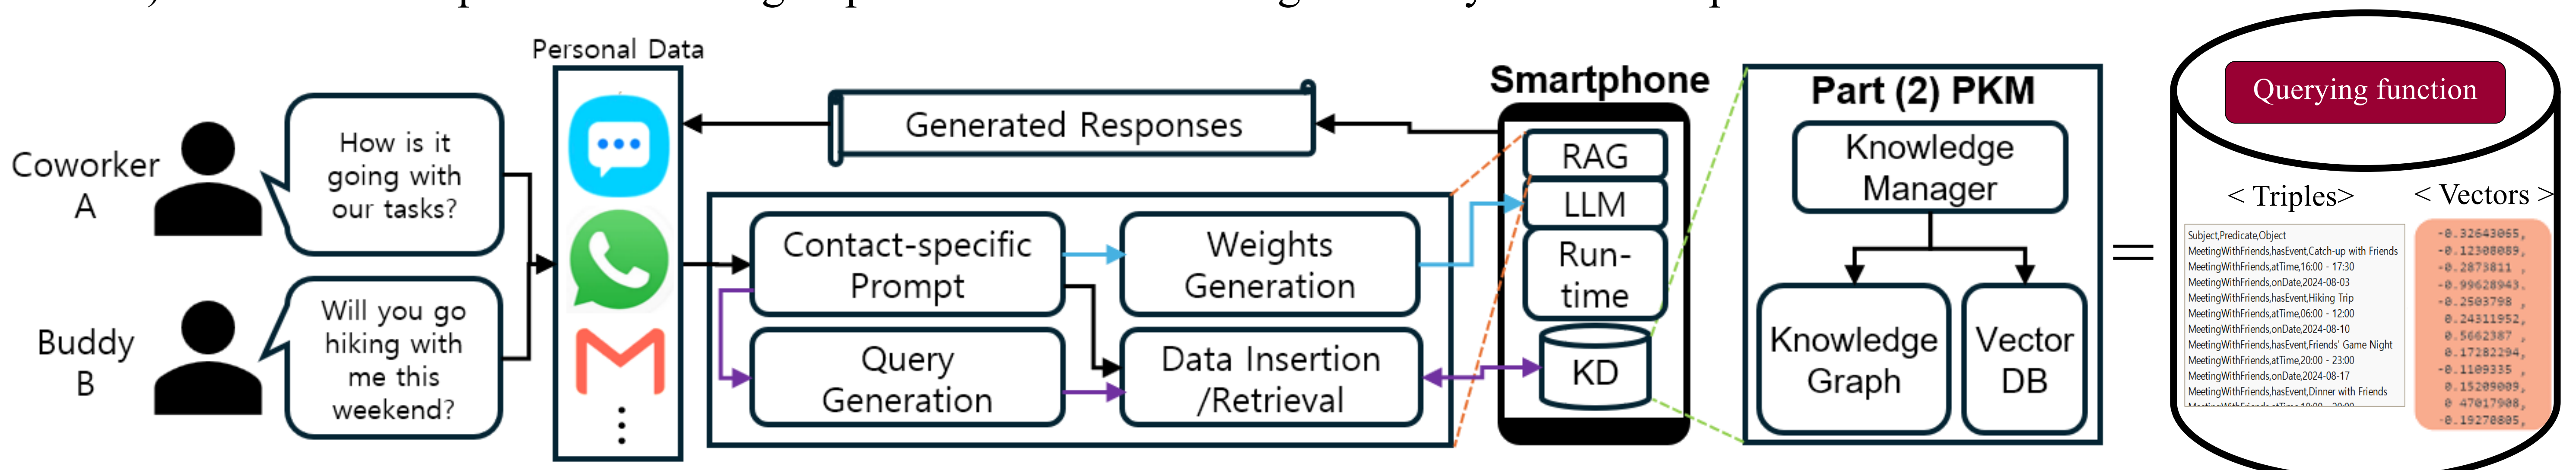 Personal Data
Coworker
A
How is it
going with
our tasks?
Buddy
B
Will you go
hiking with
me this
weekend?
Generated Responses
Contact-specific
Prompt
Weights
Generation
Query
Generation
Data Insertion
/Retrieval
Smartphone
RAG
LLM
Run-
time
KD
Part (2) PKM
Knowledge
Manager
Knowledge
Graph
Vector
DB
=
Querying function
< Triples>
< Vectors >
Subject,Predicate,Object
MeetingWithFriends,hasEvent,Catch-up with Friends
MeetingWithFriends,atTime,16:00 - 17:30
MeetingWithFriends,onDate,2024-08-03
MeetingWithFriends,hasEvent,Hiking Trip
MeetingWithFriends,atTime,06:00 - 12:00
MeetingWithFriends,onDate,2024-08-10
MeetingWithFriends,hasEvent,Friends' Game Night
MeetingWithFriends,atTime,20:00 - 23:00
MeetingWithFriends,onDate,2024-08-17
MeetingWithFriends,hasEvent,Dinner with Friends
-0.32643065,
-0.12308089,
-0.2873811 ,
-0.99628943,
-0.2503798 ,
0.24311952,
0.5662387 ,
0.17282294,
-0.1109335 ,
0.15209009,
0.47017908,
-0.19270805,